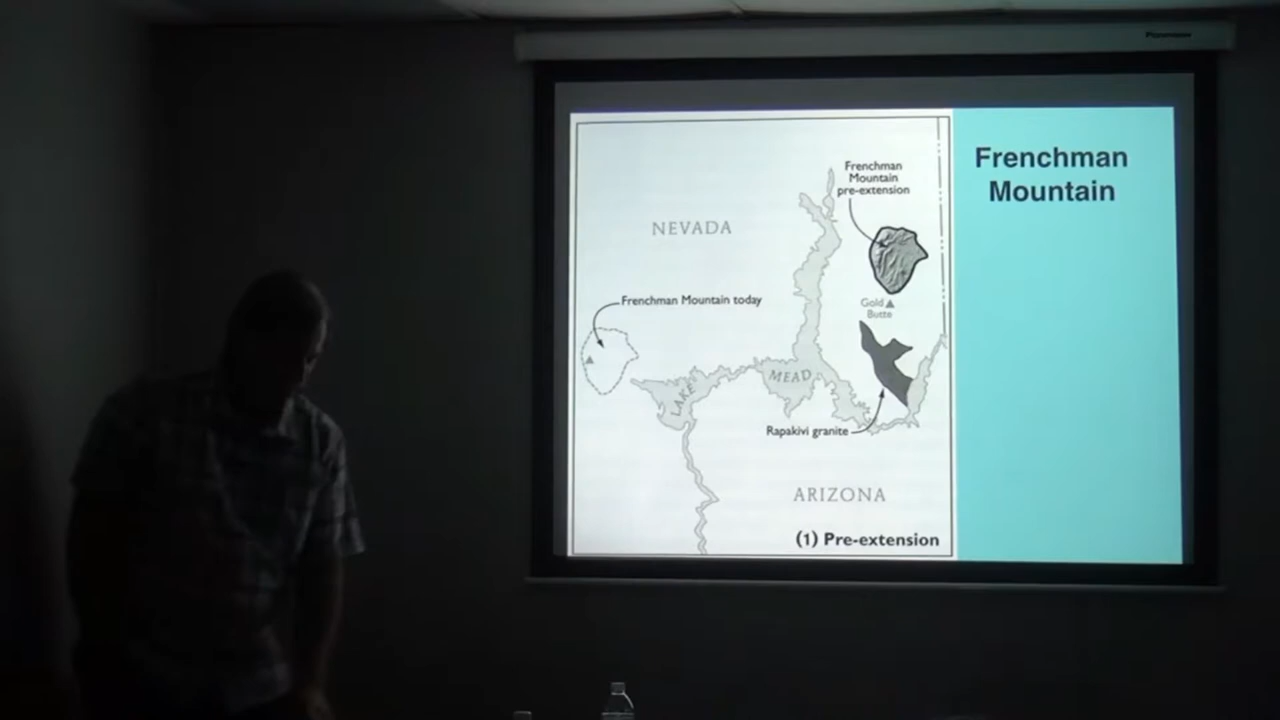 Frenchman
Mountain
Frenchman
Mountain
pre-extension
NEVADA
Frenchman Mountain today
Gold
Butte
LAKE
MEAD
Rapakivi granite
ARIZONA
(1) Pre-extension